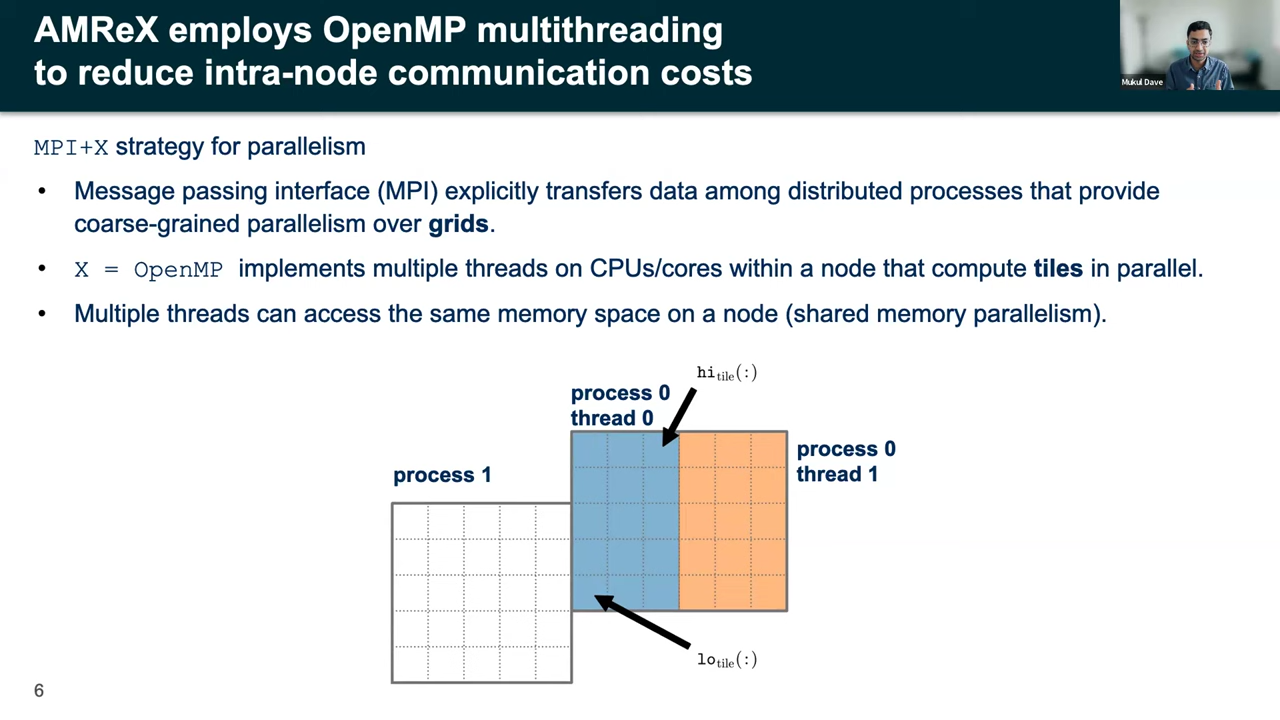 AMReX employs OpenMP multithreading
to reduce intra-node communication costs
Mukul Dave
MPI+X strategy for parallelism
• Message passing interface (MPI) explicitly transfers data among distributed processes that provide
coarse-grained parallelism over grids.
• X = OpenMP implements multiple threads on CPUs/cores within a node that compute tiles in parallel.
• Multiple threads can access the same memory space on a node (shared memory parallelism).
hi_tile(:)
process 0
thread 0
process 0
thread 1
process 1
lo_tile(:)
6